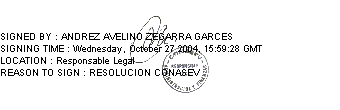 SIGNED BY : ANDREZ AVELINO ZEGARRA GARCES
SIGNING TIME : Wednesday, October 27 2004, 15:59:28 GMT
LOCATION : Responsable Legal
REASON TO SIGN : RESOLUCION CONASEV